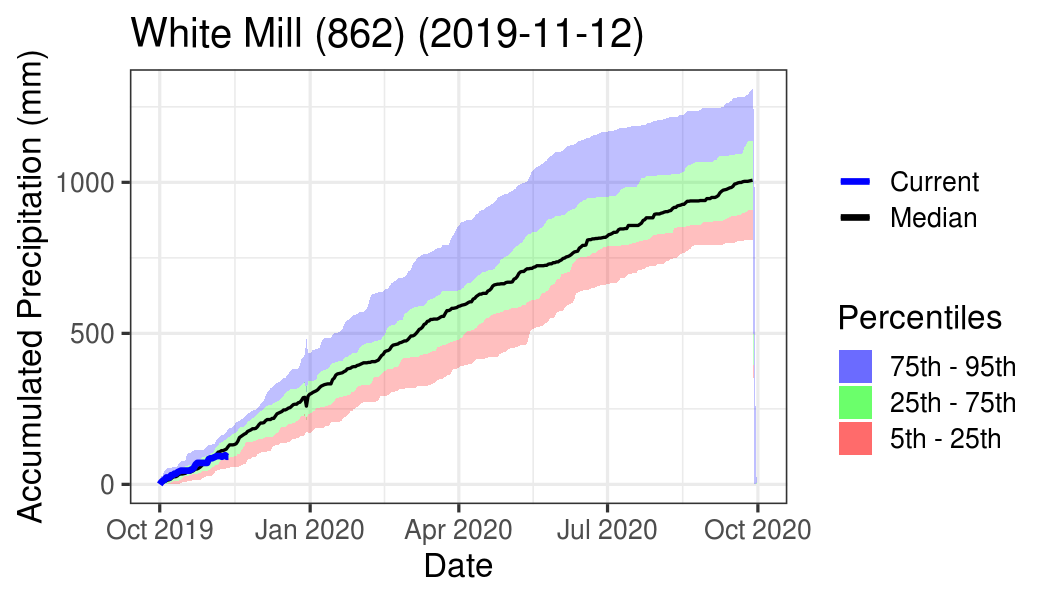 White Mill (862) (2019-11-12)
Accumulated Precipitation (mm)
1000
500
0
Oct 2019
Jan 2020
Apr 2020
Jul 2020
Oct 2020
Date
Current
Median
Percentiles
75th - 95th
25th - 75th
5th - 25th